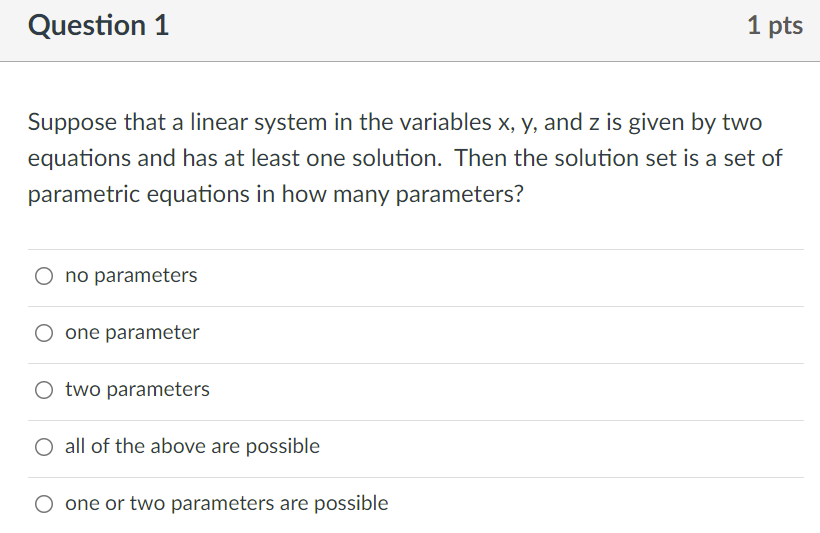 Question 1
1 pts
Suppose that a linear system in the variables x, y, and z is given by two
equations and has at least one solution.  Then the solution set is a set of
parametric equations in how many parameters?
no parameters
one parameter
two parameters
all of the above are possible
one or two parameters are possible